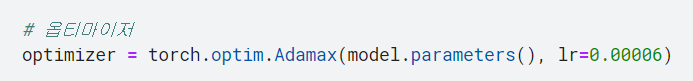 # 옵티마이저
optimizer = torch.optim.Adamax(model.parameters(), lr=0.00006)